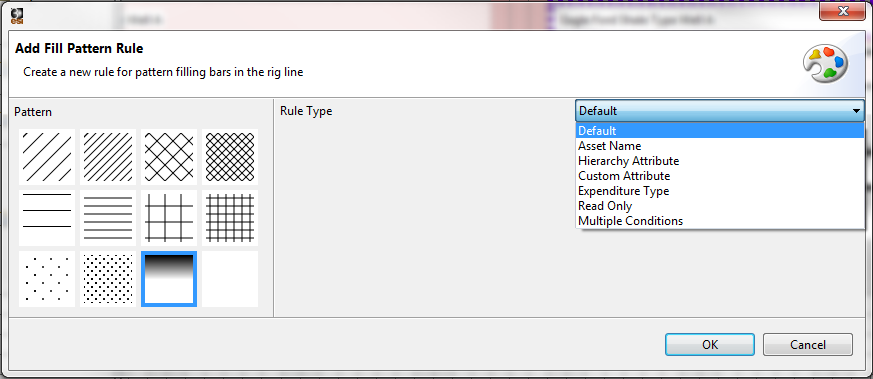 Add Fill Pattern Rule
Create a new rule for pattern filling bars in the rig line
Pattern
Rule Type
Default
Default
Asset Name
Hierarchy Attribute
Custom Attribute
Expenditure Type
Read Only
Multiple Conditions
OK
Cancel